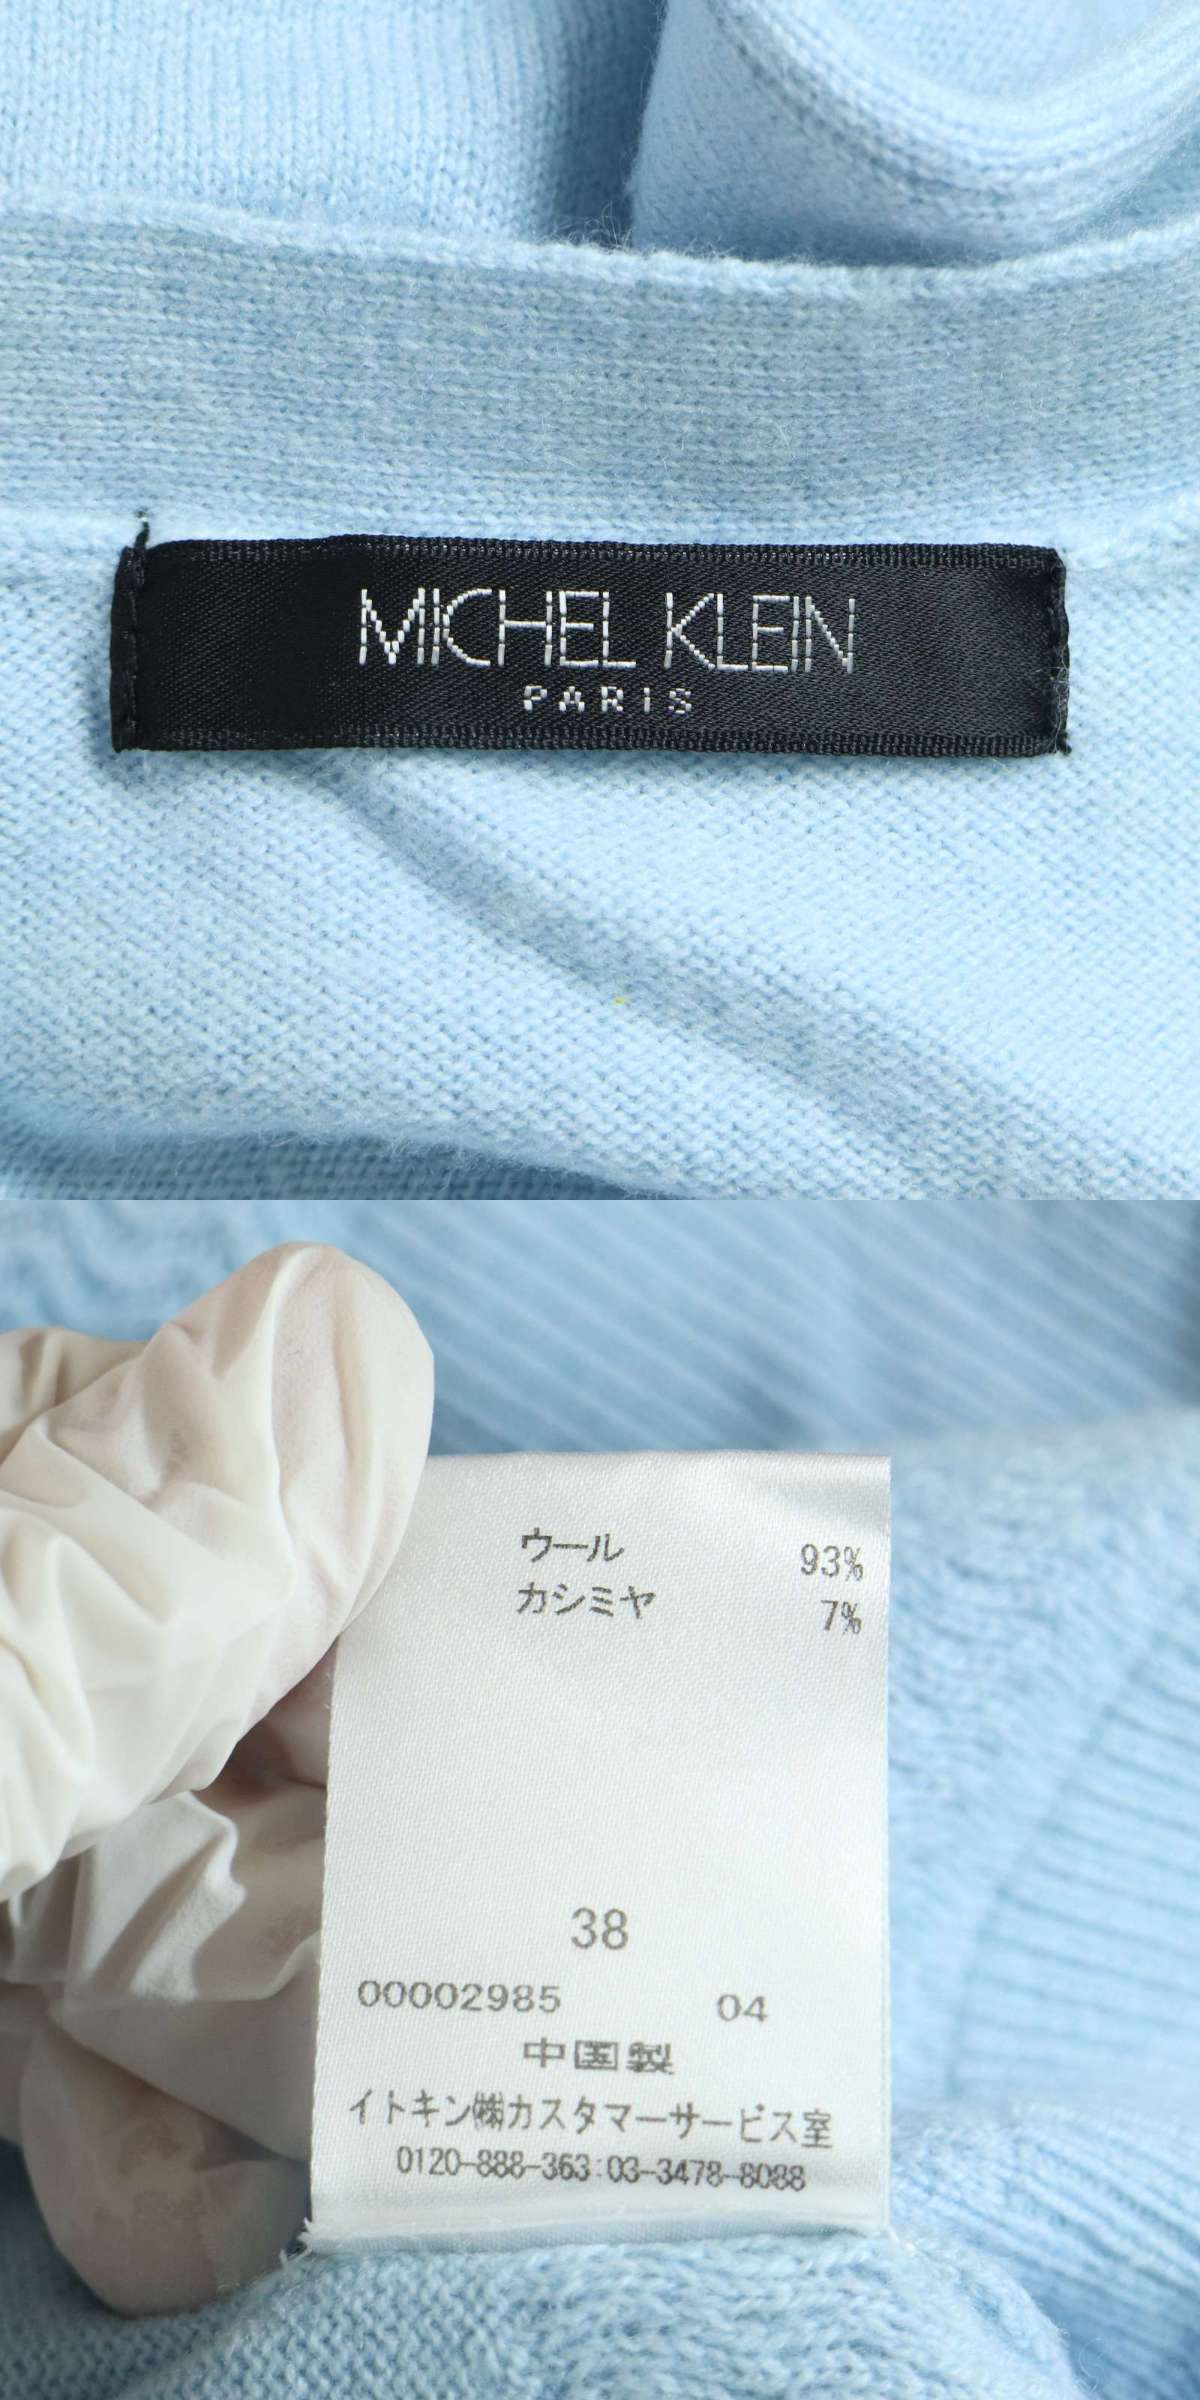 MICHEL KLEIN
PARIS
ウール 93%
カシミヤ 7%
38
00002985 04
中国製
イトキン㈱カスタマーサービス室
0120-888-363:03-3478-8088